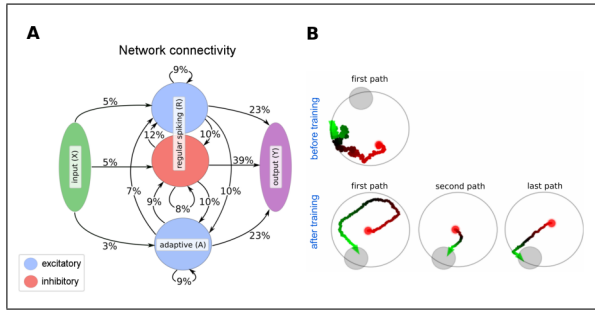 A
B
Network connectivity
9%
first path
5%
23%
regular spiking (R)
12%
10%
before training
input (X)
5%
39%
output (Y)
first path
second path
last path
7%
9%
8%
10%
10%
after training
3%
adaptive (A)
23%
excitatory
inhibitory
9%